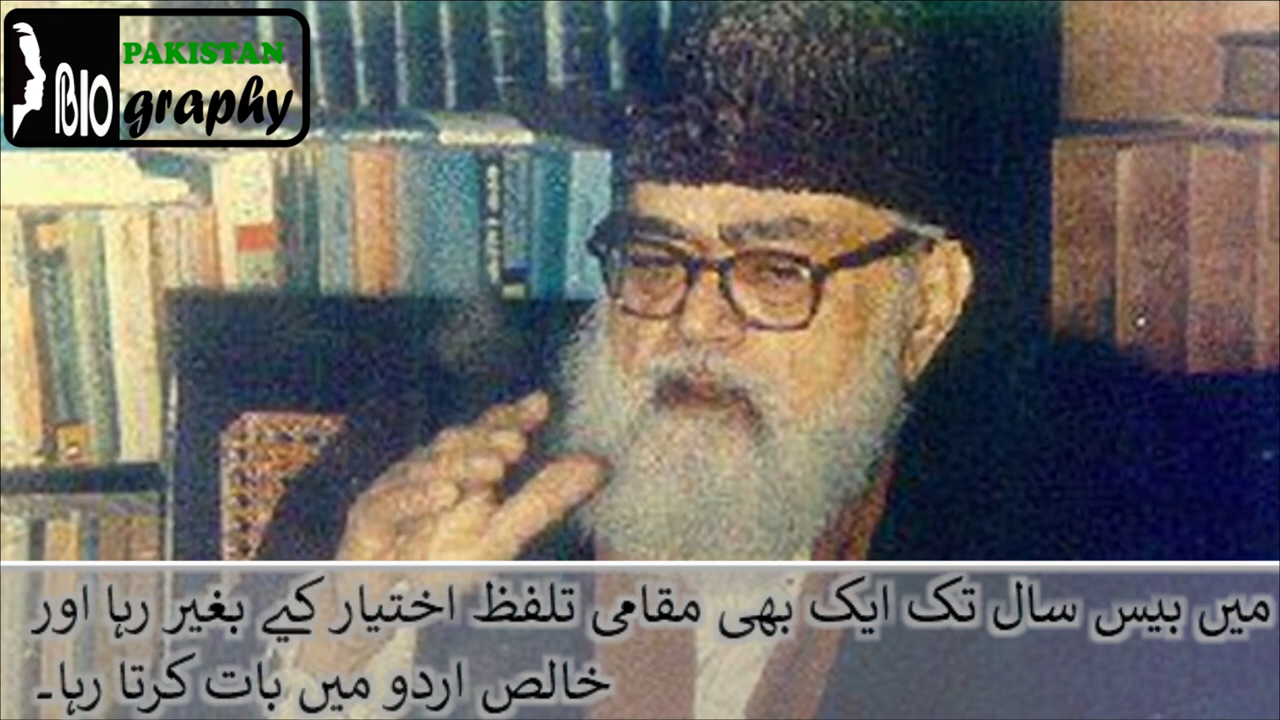 PAKISTAN
BIOgraphy
میں بیس سال تک ایک بھی مقامی تلفظ اختیار کیے بغیر رہا اور
خالص اردو میں بات کرتا رہا۔